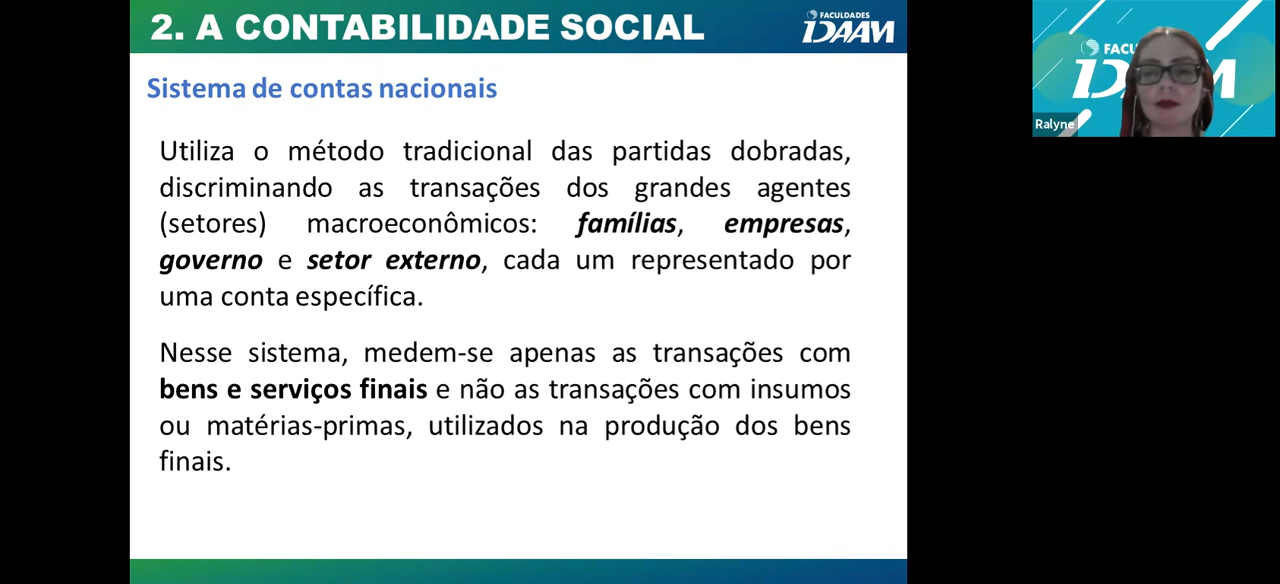 2. A CONTABILIDADE SOCIAL
FACULDADES
IDAAM
Sistema de contas nacionais
Utiliza o método tradicional das partidas dobradas,
discriminando as transações dos grandes agentes
(setores) macroeconômicos: famílias, empresas,
governo e setor externo, cada um representado por
uma conta específica.
Nesse sistema, medem-se apenas as transações com
bens e serviços finais e não as transações com insumos
ou matérias-primas, utilizados na produção dos bens
finais.
Ralyne